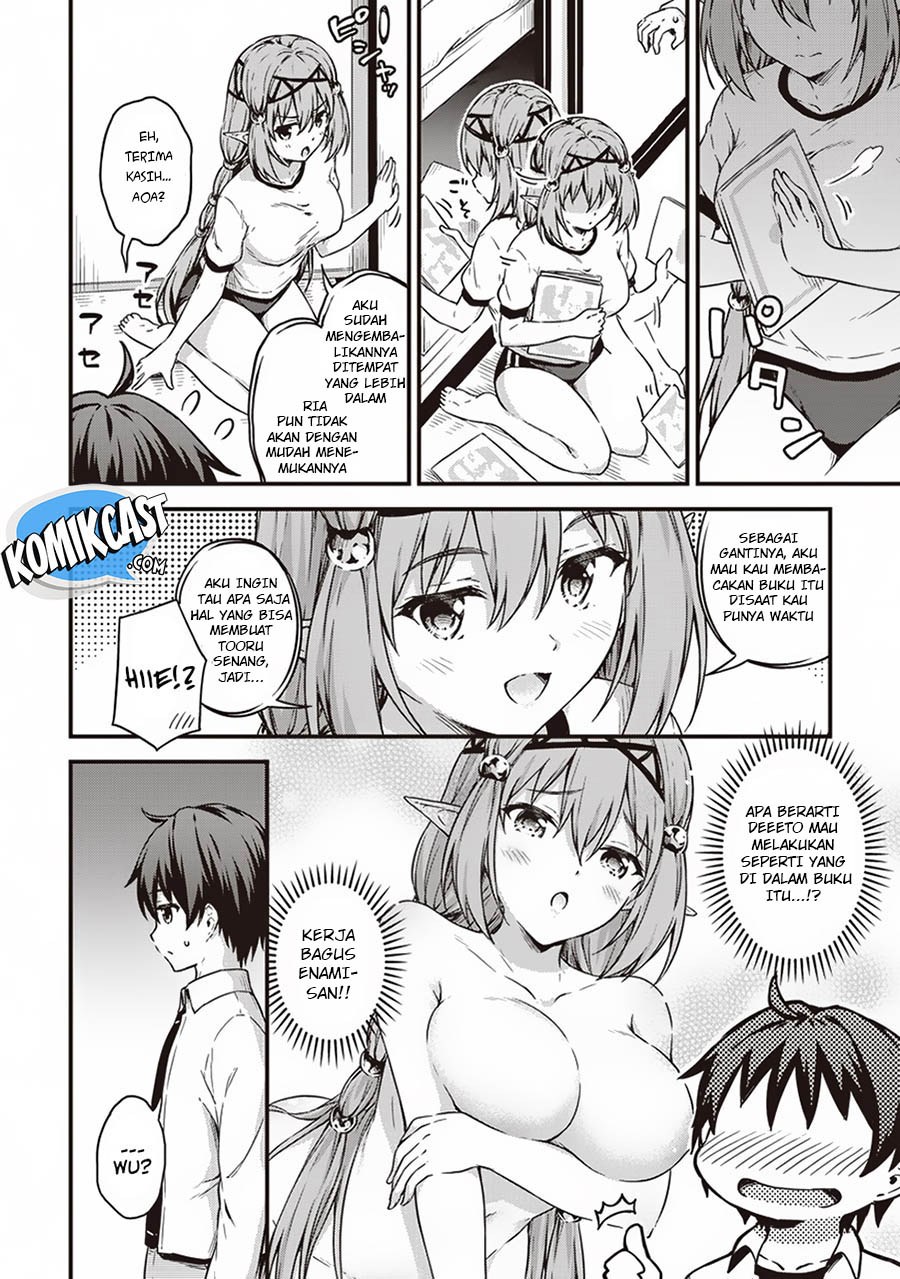 パタン
ピシャ
EH,
TERIMA
KASIH...
AOA?
アセ
アセ
AKU
SUDAH
MENGEMBA-
LIKANNYA
DITEMPAT
YANG LEBIH
DALAM
RIA
PUN TIDAK
AKAN DENGAN
MUDAH MENE-
MUKANNYA
SEBAGAI
GANTINYA, AKU
MAU KAU MEMBA-
CAKAN BUKU ITU
DISAAT KAU
PUNYA WAKTU
AKU INGIN
TAU APA SAJA
HAL YANG BISA
MEMBUAT
TOORU
SENANG,
JADI...
HIIE!?
KOMIKCAST
.COM
APA BERARTI
DEEETO MAU
MELAKUKAN
SEPERTI YANG
DI DALAM BUKU
ITU...!?
KERJA
BAGUS
ENAMI-
SAN!!
---
WU?